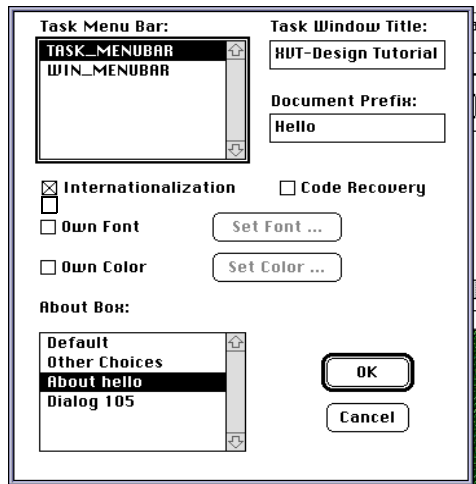 Task Menu Bar:
TASK_MENUBAR
WIN_MENUBAR
Task Window Title:
XVT-Design Tutorial
Document Prefix:
Hello
Internationalization
Code Recovery
Own Font
Set Font ...
Own Color
Set Color ...
About Box:
Default
Other Choices
About hello
Dialog 105
OK
Cancel